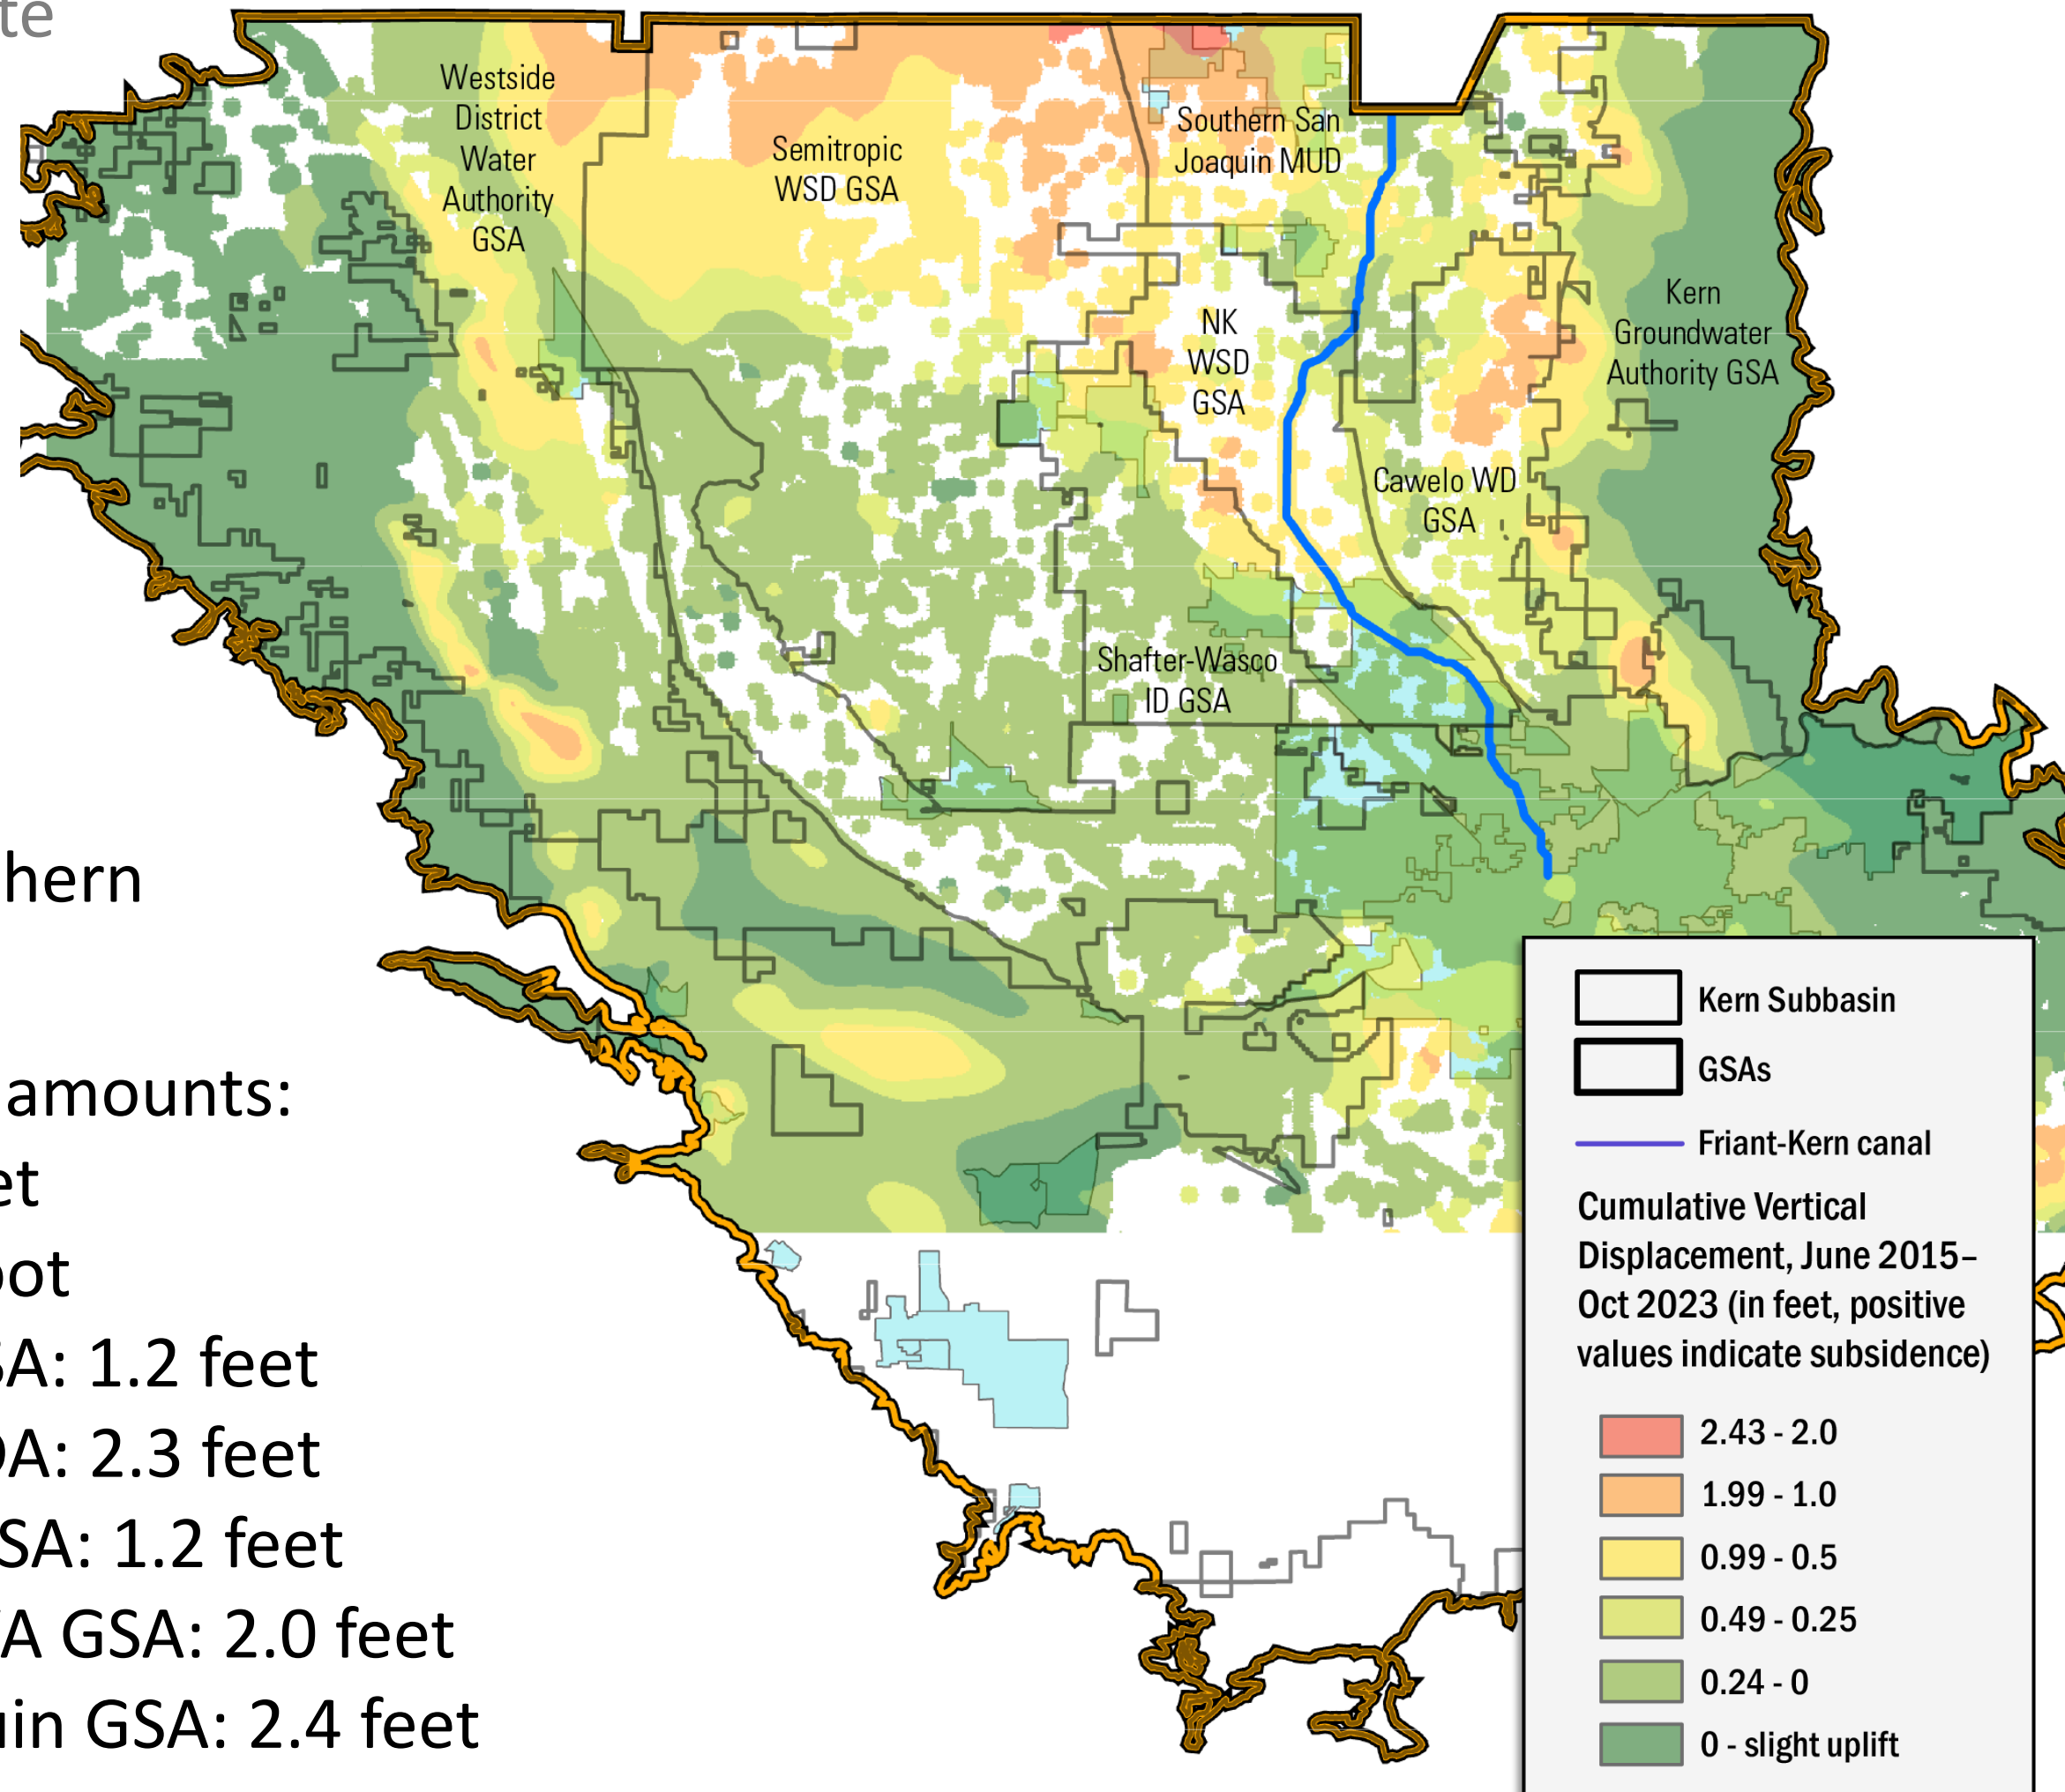 Westside
District
Water
Authority
GSA
Semitropic
WSD GSA
Southern San
Joaquin MUD
NK
WSD
GSA
Kern
Groundwater
Authority GSA
Cawelo WD
GSA
Shafter-Wasco
ID GSA
te
hern
amounts:
et
oot
SA: 1.2 feet
DA: 2.3 feet
SA: 1.2 feet
A GSA: 2.0 feet
uin GSA: 2.4 feet
Kern Subbasin
GSAs
Friant-Kern canal
Cumulative Vertical
Displacement, June 2015–
Oct 2023 (in feet, positive
values indicate subsidence)
2.43 - 2.0
1.99 - 1.0
0.99 - 0.5
0.49 - 0.25
0.24 - 0
0 - slight uplift